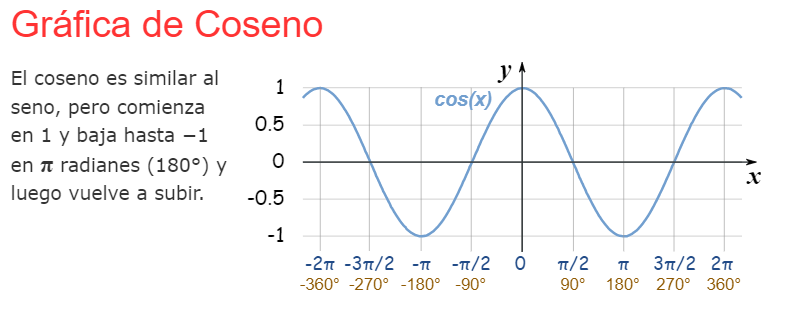 Gráfica de Coseno
El coseno es similar al
seno, pero comienza
en 1 y baja hasta −1
en π radianes (180°) y
luego vuelve a subir.
y
cos(x)
1
0.5
0
-0.5
-1
x
-2π -3π/2 -π -π/2 0 π/2 π 3π/2 2π
-360° -270° -180° -90° 90° 180° 270° 360°